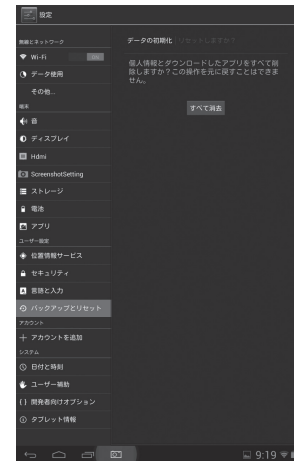 設定
無線とネットワーク
Wi-Fi
データ使用
その他...
端末
音
ディスプレイ
Hdmi
ScreenshotSetting
ストレージ
電池
アプリ
ユーザー設定
位置情報サービス
セキュリティ
言語と入力
バックアップとリセット
アカウント
アカウントを追加
システム
日付と時刻
ユーザー補助
開発者向けオプション
タブレット情報
データの初期化 リセットしますか?
個人情報とダウンロードしたアプリをすべて削
除しますか?この操作を元に戻すことはできま
せん。
すべて消去
9:19